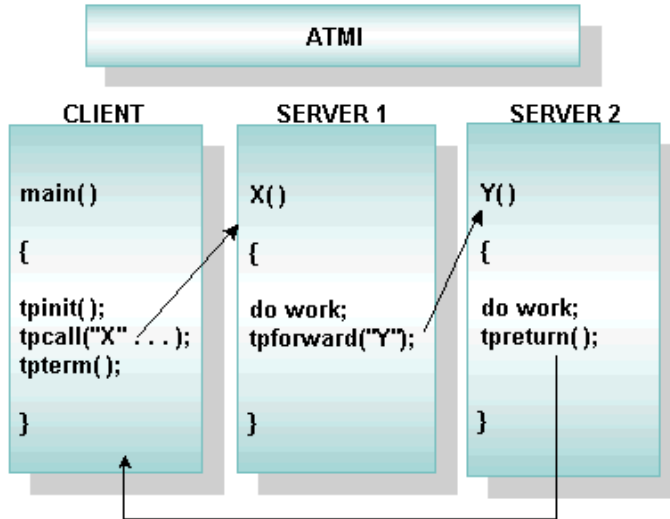 ATMI
CLIENT
main()
{
tpinit();
tpcall("X" . . . );
tpterm();
}
SERVER 1
X()
{
do work;
tpforward("Y");
}
SERVER 2
Y()
{
do work;
tpreturn();
}